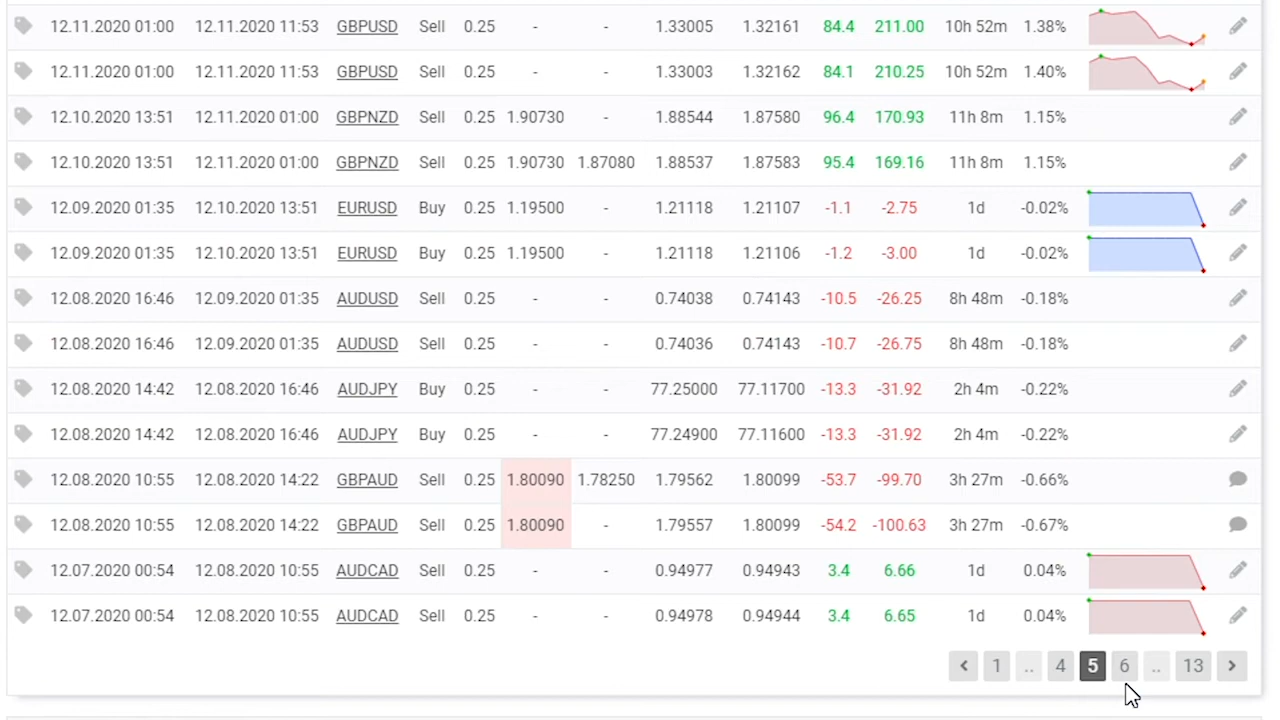 12.11.2020 01:00 12.11.2020 11:53 GBPUSD Sell 0.25 - - 1.33005 1.32161 84.4 211.00 10h 52m 1.38%
12.11.2020 01:00 12.11.2020 11:53 GBPUSD Sell 0.25 - - 1.33003 1.32162 84.1 210.25 10h 52m 1.40%
12.10.2020 13:51 12.11.2020 01:00 GBPNZD Sell 0.25 1.90730 - 1.88544 1.87580 96.4 170.93 11h 8m 1.15%
12.10.2020 13:51 12.11.2020 01:00 GBPNZD Sell 0.25 1.90730 1.87080 1.88537 1.87583 95.4 169.16 11h 8m 1.15%
12.09.2020 01:35 12.10.2020 13:51 EURUSD Buy 0.25 1.19500 - 1.21118 1.21107 -1.1 -2.75 1d -0.02%
12.09.2020 01:35 12.10.2020 13:51 EURUSD Buy 0.25 1.19500 - 1.21118 1.21106 -1.2 -3.00 1d -0.02%
12.08.2020 16:46 12.09.2020 01:35 AUDUSD Sell 0.25 - - 0.74038 0.74143 -10.5 -26.25 8h 48m -0.18%
12.08.2020 16:46 12.09.2020 01:35 AUDUSD Sell 0.25 - - 0.74036 0.74143 -10.7 -26.75 8h 48m -0.18%
12.08.2020 14:42 12.08.2020 16:46 AUDJPY Buy 0.25 - - 77.25000 77.11700 -13.3 -31.92 2h 4m -0.22%
12.08.2020 14:42 12.08.2020 16:46 AUDJPY Buy 0.25 - - 77.24900 77.11600 -13.3 -31.92 2h 4m -0.22%
12.08.2020 10:55 12.08.2020 14:22 GBPAUD Sell 0.25 1.80090 1.78250 1.79562 1.80099 -53.7 -99.70 3h 27m -0.66%
12.08.2020 10:55 12.08.2020 14:22 GBPAUD Sell 0.25 1.80090 - 1.79557 1.80099 -54.2 -100.63 3h 27m -0.67%
12.07.2020 00:54 12.08.2020 10:55 AUDCAD Sell 0.25 - - 0.94977 0.94943 3.4 6.66 1d 0.04%
12.07.2020 00:54 12.08.2020 10:55 AUDCAD Sell 0.25 - - 0.94978 0.94944 3.4 6.65 1d 0.04%
1 .. 4 5 6 .. 13